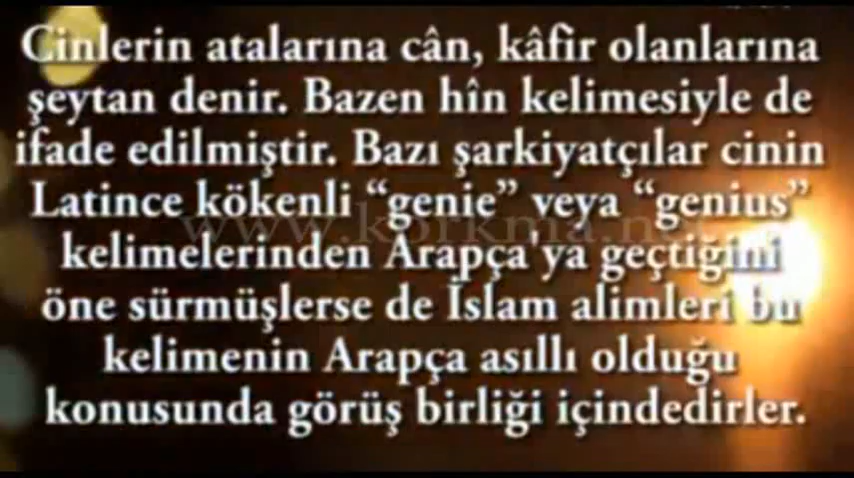 Cinlerin atalarına cân, kâfir olanlarına
şeytan denir. Bazen hîn kelimesiyle de
ifade edilmiştir. Bazı şarkiyatçılar cinin
Latince kökenli “genie” veya “genius”
kelimelerinden Arapça'ya geçtiğini
öne sürmüşlerse de İslam alimleri bu
kelimenin Arapça asıllı olduğu
konusunda görüş birliği içindedirler.